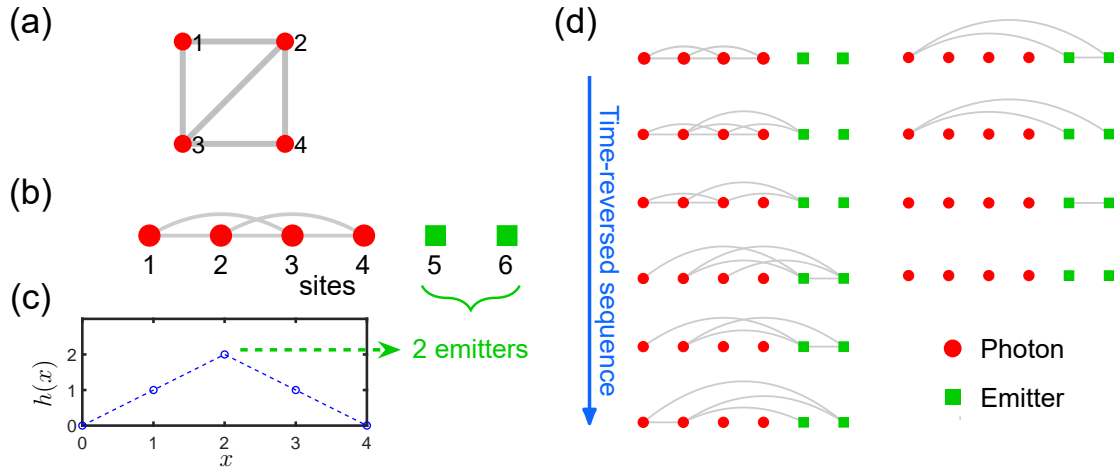 (a)
1 2
3 4
(b)
1 2 3 4 5 6
sites
(c)
h(x)
2
1
0
0 1 2 3 4
x
2 emitters
(d)
Time-reversed sequence
Photon
Emitter